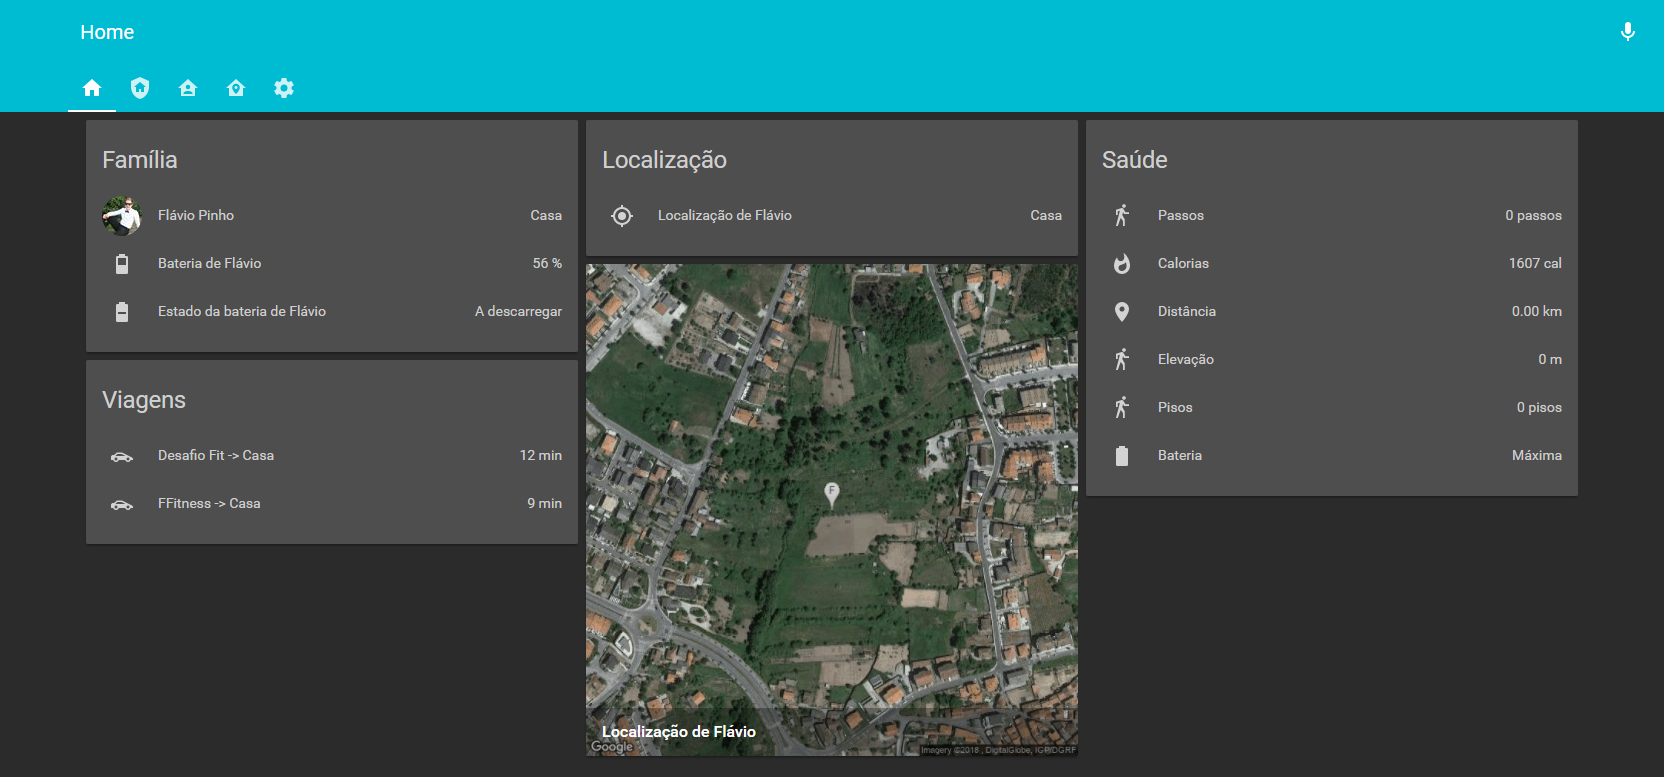 Home
Família
Flávio Pinho Casa
Bateria de Flávio 56 %
Estado da bateria de Flávio A descarregar
Viagens
Desafio Fit -> Casa 12 min
FFitness -> Casa 9 min
Localização
Localização de Flávio Casa
F
Localização de Flávio
Google
Imagery ©2018 , DigitalGlobe, IGP/DGRF
Saúde
Passos 0 passos
Calorias 1607 cal
Distância 0.00 km
Elevação 0 m
Pisos 0 pisos
Bateria Máxima